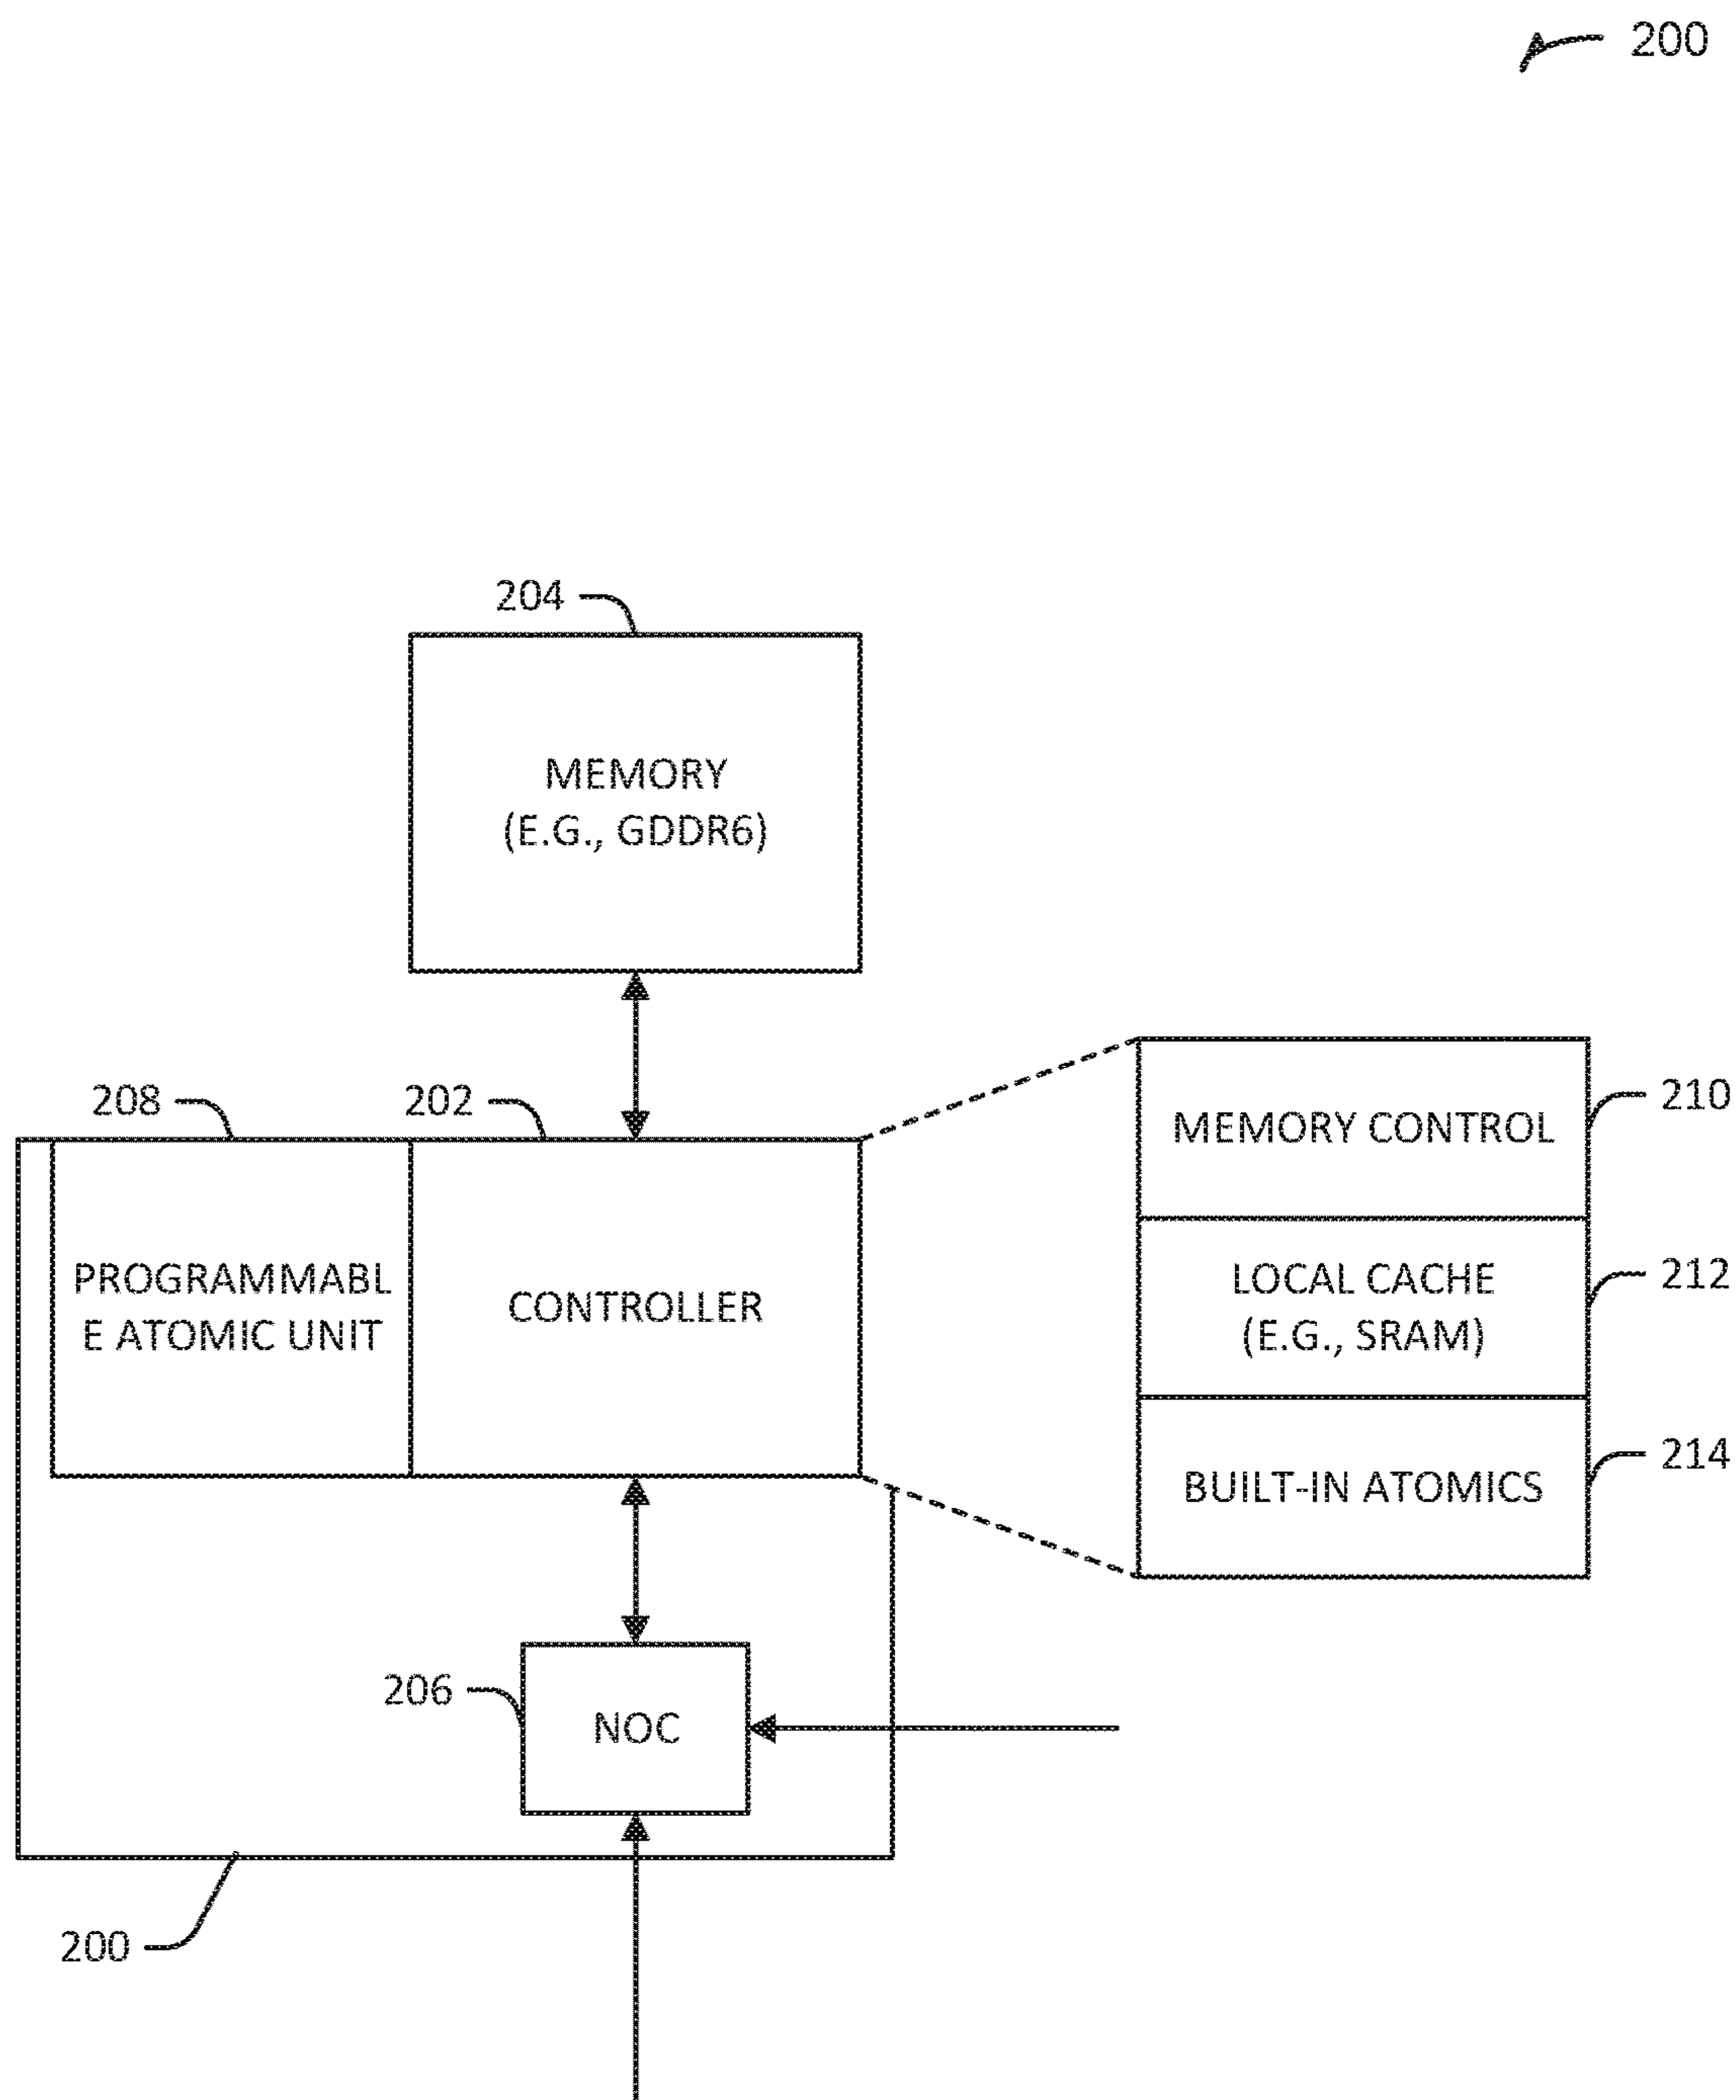 200
204
MEMORY
(E.G., GDDR6)
208
202
210
MEMORY CONTROL
PROGRAMMABL
E ATOMIC UNIT
CONTROLLER
212
LOCAL CACHE
(E.G., SRAM)
214
BUILT-IN ATOMICS
206
NOC
200